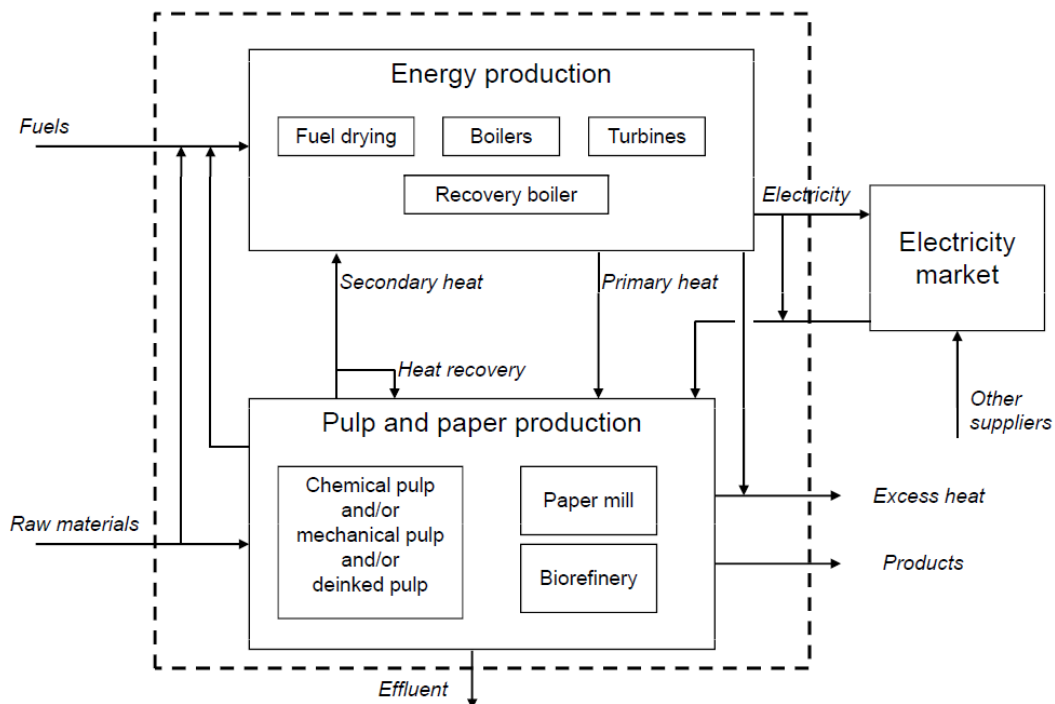 Energy production
Fuels
Fuel drying
Boilers
Turbines
Recovery boiler
Electricity
Electricity
market
Secondary heat
Primary heat
Heat recovery
Other
suppliers
Pulp and paper production
Chemical pulp
and/or
mechanical pulp
and/or
deinked pulp
Paper mill
Biorefinery
Raw materials
Excess heat
Products
Effluent